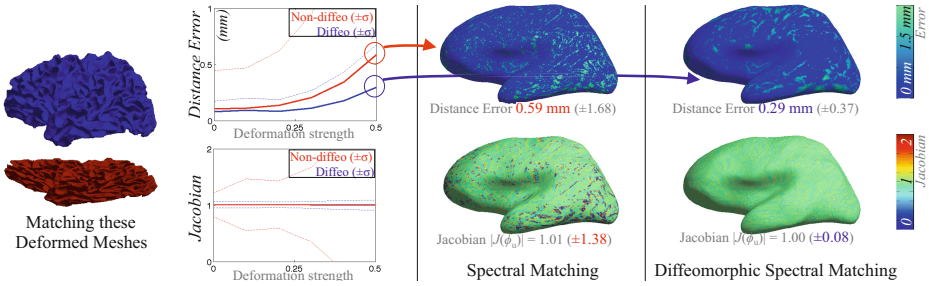 Matching these
Deformed Meshes
Distance Error
(mm)
1
0.5
0
0
0.25
0.5
Deformation strength
Non-diffeo (±σ)
Diffeo (±σ)
Jacobian
2
1
0
0
0.25
0.5
Deformation strength
Non-diffeo (±σ)
Diffeo (±σ)
Distance Error 0.59 mm (±1.68)
Jacobian |J(ϕu)| = 1.01 (±1.38)
Spectral Matching
Distance Error 0.29 mm (±0.37)
Jacobian |J(ϕu)| = 1.00 (±0.08)
Diffeomorphic Spectral Matching
0 mm 1.5 mm
Error
0 1 2
Jacobian